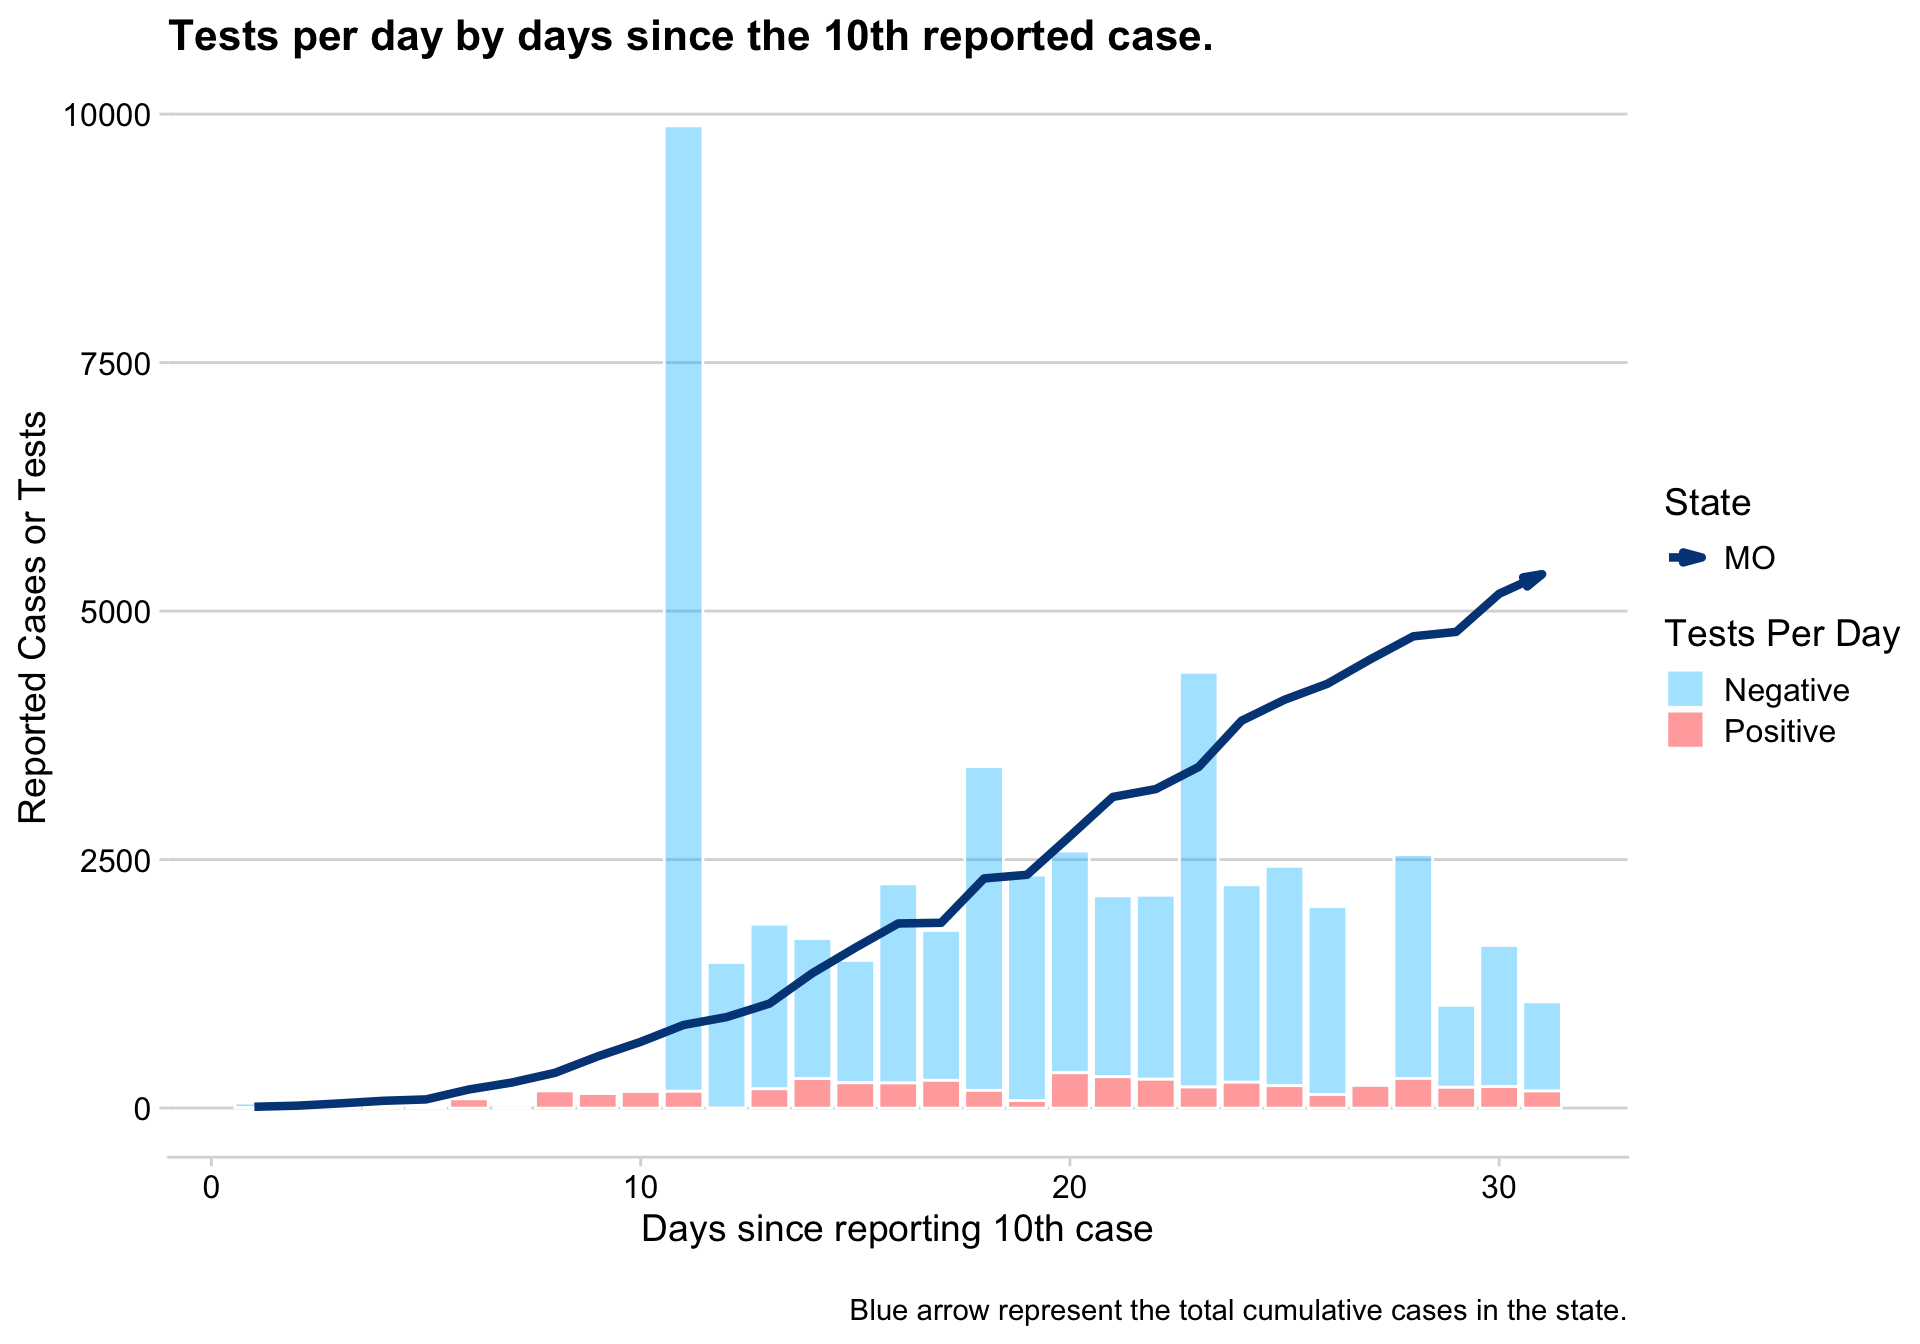 Tests per day by days since the 10th reported case.
10000
7500
5000
2500
0
Reported Cases or Tests
0
10
20
30
Days since reporting 10th case
State
MO
Tests Per Day
Negative
Positive
Blue arrow represent the total cumulative cases in the state.